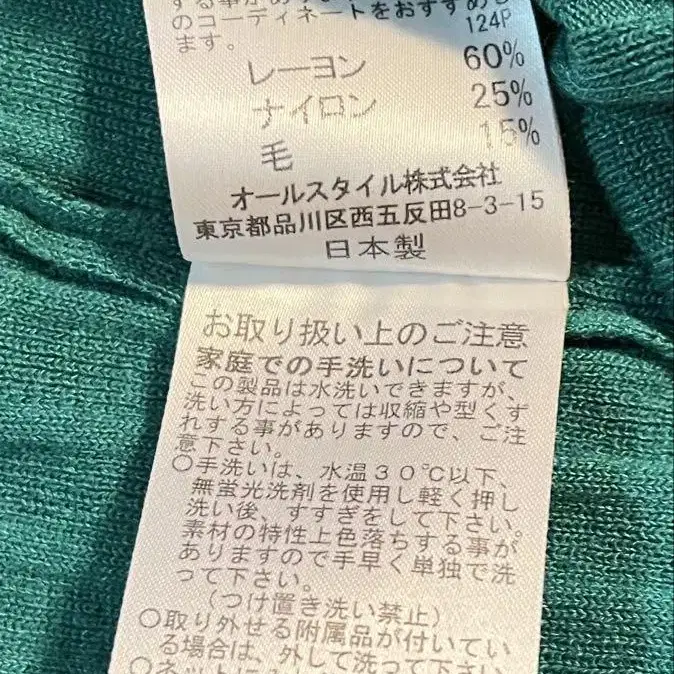 のコーディネートをおすすめし
ます。
124P
レーヨン 60%
ナイロン 25%
毛 15%
オールスタイル株式会社
東京都品川区西五反田8-3-15
日本製
お取り扱い上のご注意
家庭での手洗いについて
この製品は水洗いできますが、
洗い方によっては収縮や型くず
れする事がありますので、ご注
意下さい。
○手洗いは、水温30℃以下、
無蛍光洗剤を使用し軽く押し
洗い後、すすぎをして下さい。
素材の特性上色落ちする事が
ありますので手早く単独で洗
って下さい。
(つけ置き洗い禁止)
○取り外せる附属品が付いてい
る場合は、外して洗って下さい